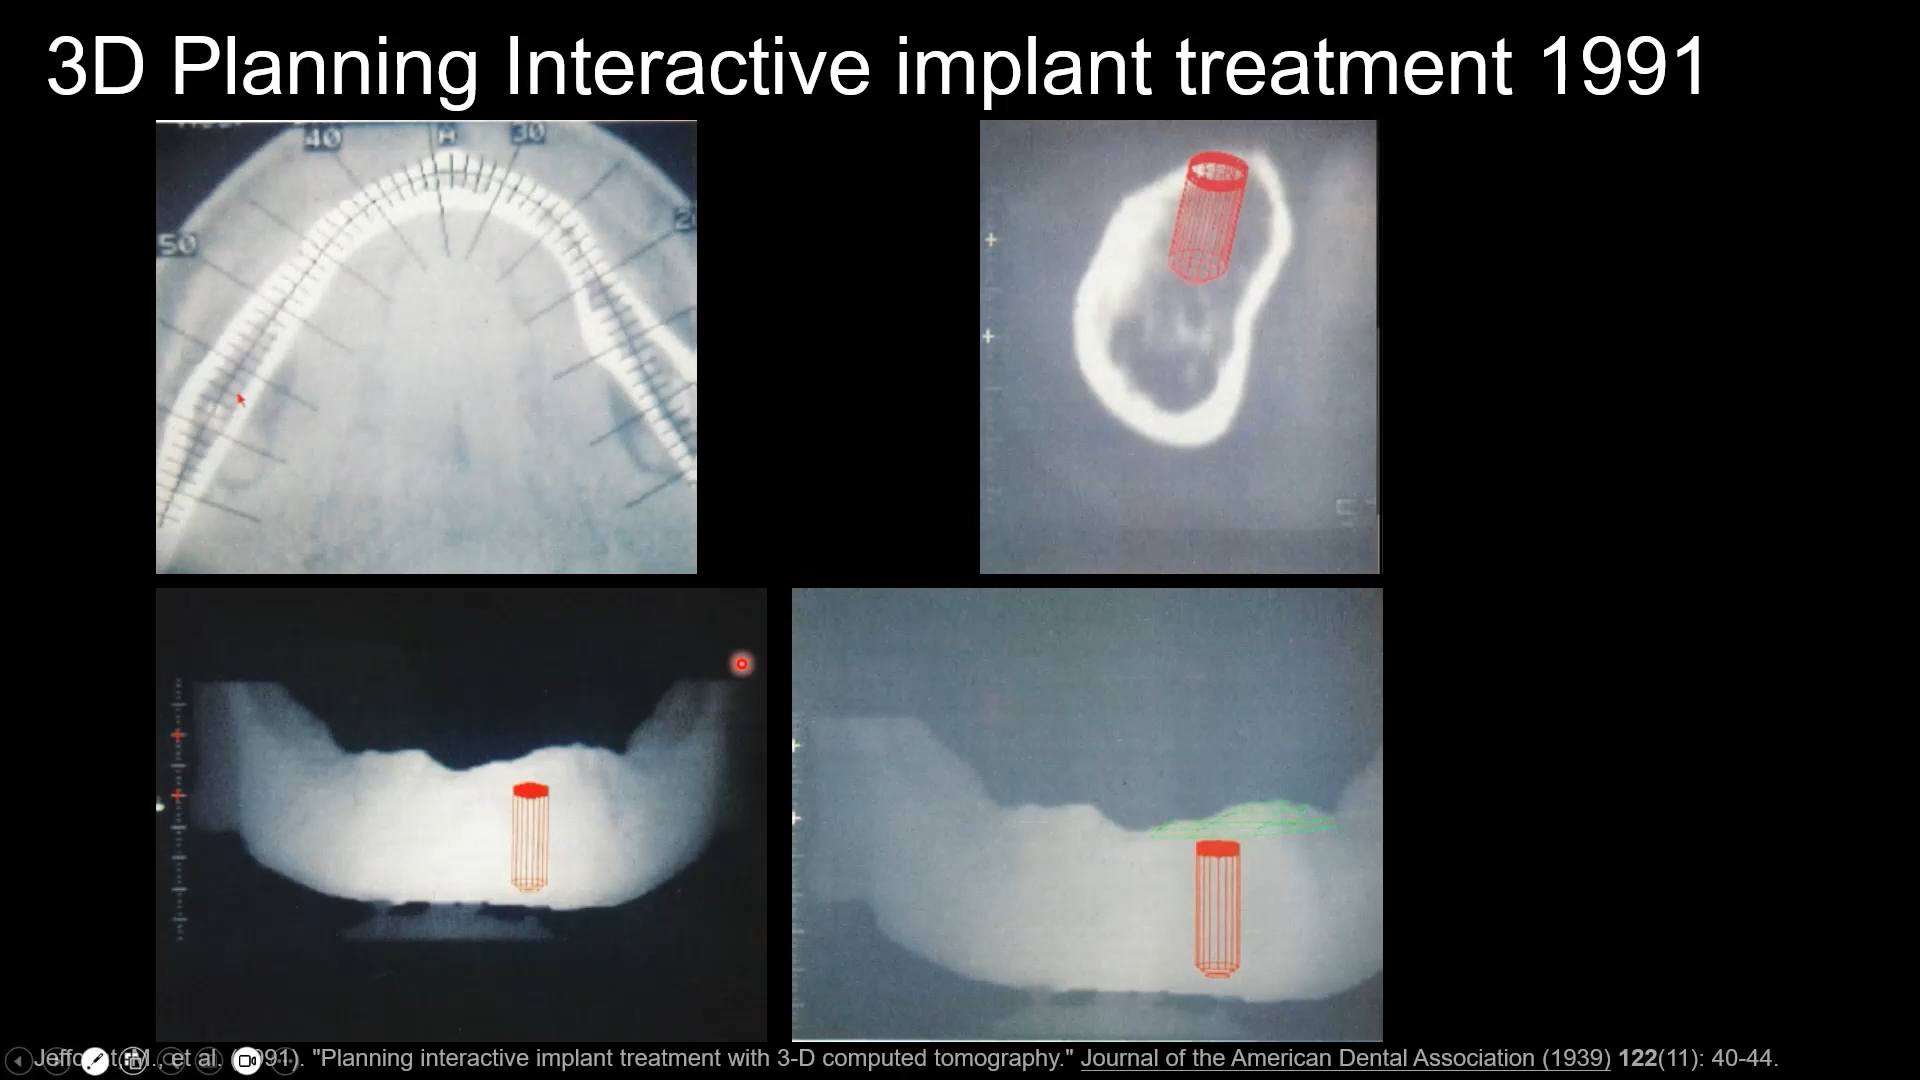 3D Planning Interactive implant treatment 1991
40 A 30
50
"Planning interactive implant treatment with 3-D computed tomography." Journal of the American Dental Association (1939) 122(11): 40-44.